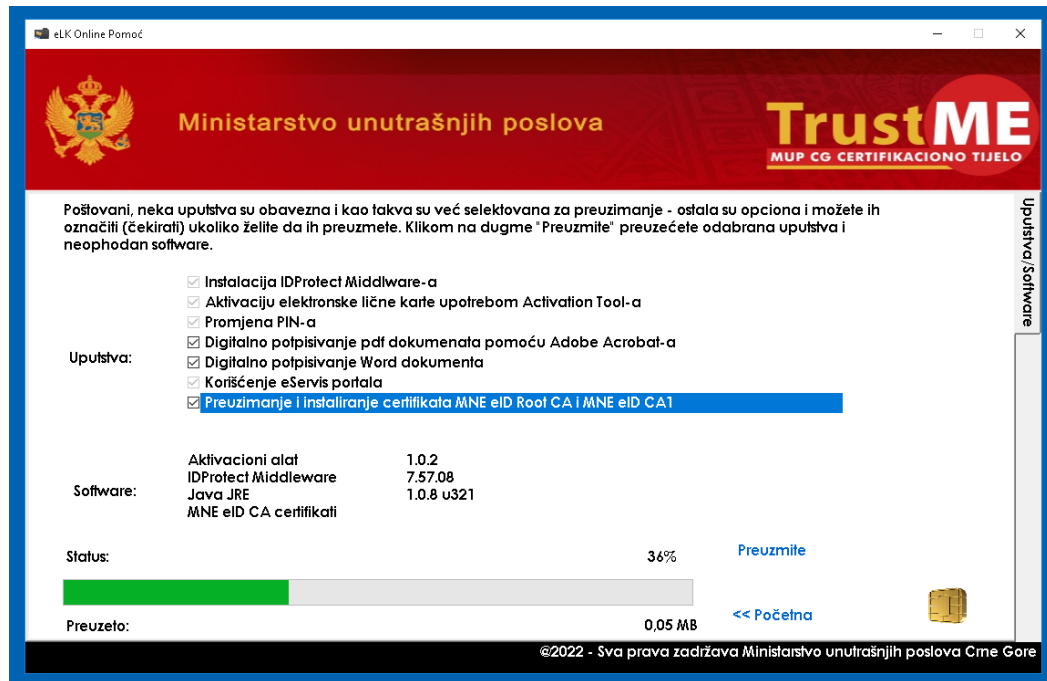 eLK Online Pomoć
Ministarstvo unutrašnjih poslova
TrustME
MUP CG CERTIFIKACIONO TIJELO
Poštovani, neka uputstva su obavezna i kao takva su već selektovana za preuzimanje - ostala su opciona i možete ih
označiti (čekirati) ukoliko želite da ih preuzmete. Klikom na dugme "Preuzmite" preuzećete odabrana uputstva i
neophodan software.
Uputstva/Software
Uputstva:
Instalacija IDProtect Middlware-a
Aktivaciju elektronske lične karte upotrebom Activation Tool-a
Promjena PIN-a
Digitalno potpisivanje pdf dokumenata pomoću Adobe Acrobat-a
Digitalno potpisivanje Word dokumenta
Korišćenje eServis portala
Preuzimanje i instaliranje certifikata MNE eID Root CA i MNE eID CA1
Software:
Aktivacioni alat 1.0.2
IDProtect Middleware 7.57.08
Java JRE 1.0.8 u321
MNE eID CA certifikati
Status: 36%
Preuzmite
Preuzeto: 0,05 MB
<< Početna
@2022 - Sva prava zadržava Ministarstvo unutrašnjih poslova Crne Gore